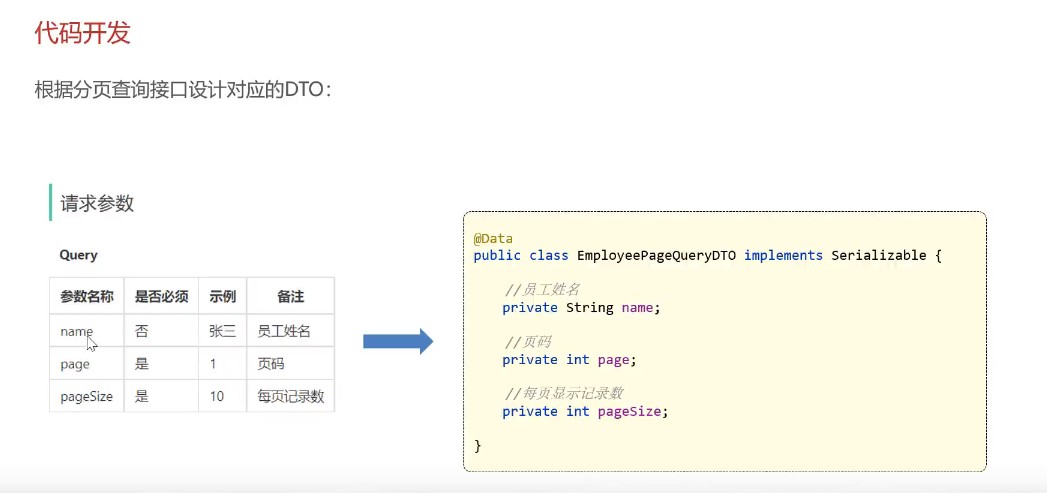 代码开发
根据分页查询接口设计对应的DTO：
请求参数
Query
参数名称 是否必须 示例 备注
name 否 张三 员工姓名
page 是 1 页码
pageSize 是 10 每页记录数
@Data
public class EmployeePageQueryDTO implements Serializable {
//员工姓名
private String name;
//页码
private int page;
//每页显示记录数
private int pageSize;
}